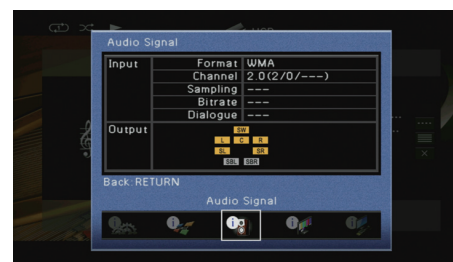 Audio Signal
Input Format WMA
Channel 2.0(2/0/---)
Sampling ---
Bitrate ---
Dialogue ---
Output SW
L C R
SL SR
SBL SBR
Back:RETURN
Audio Signal